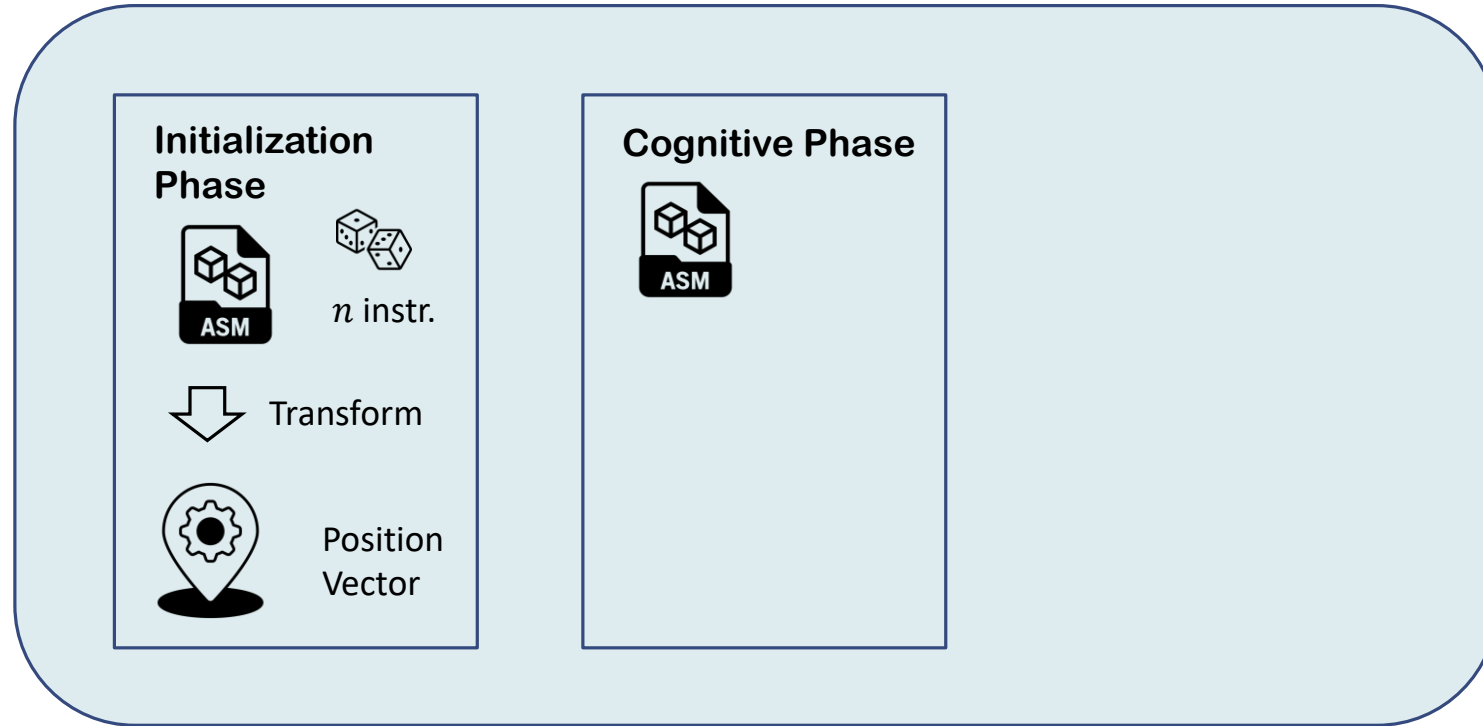 Initialization
Phase
ASM
n instr.
Transform
Position
Vector
Cognitive Phase
ASM